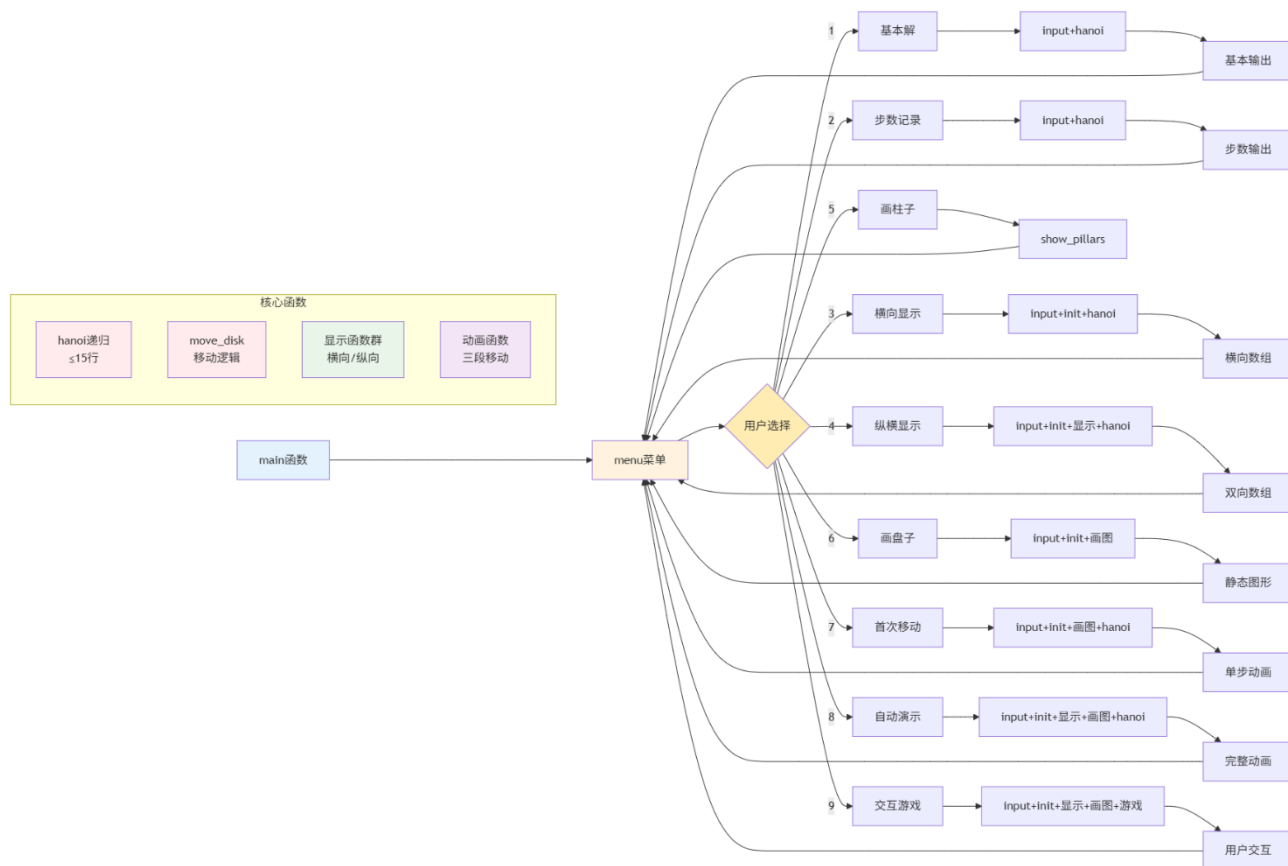 1
基本解
input+hanoi
基本输出
2
步数记录
input+hanoi
步数输出
5
画柱子
show_pillars
核心函数
hanoi递归
≤15行
move_disk
移动逻辑
显示函数群
横向/纵向
动画函数
三段移动
3
横向显示
input+init+hanoi
横向数组
main函数
menu菜单
用户选择
4
纵横显示
input+init+显示+hanoi
双向数组
6
画盘子
input+init+画图
静态图形
7
首次移动
input+init+画图+hanoi
单步动画
8
自动演示
input+init+显示+画图+hanoi
完整动画
9
交互游戏
input+init+显示+画图+游戏
用户交互